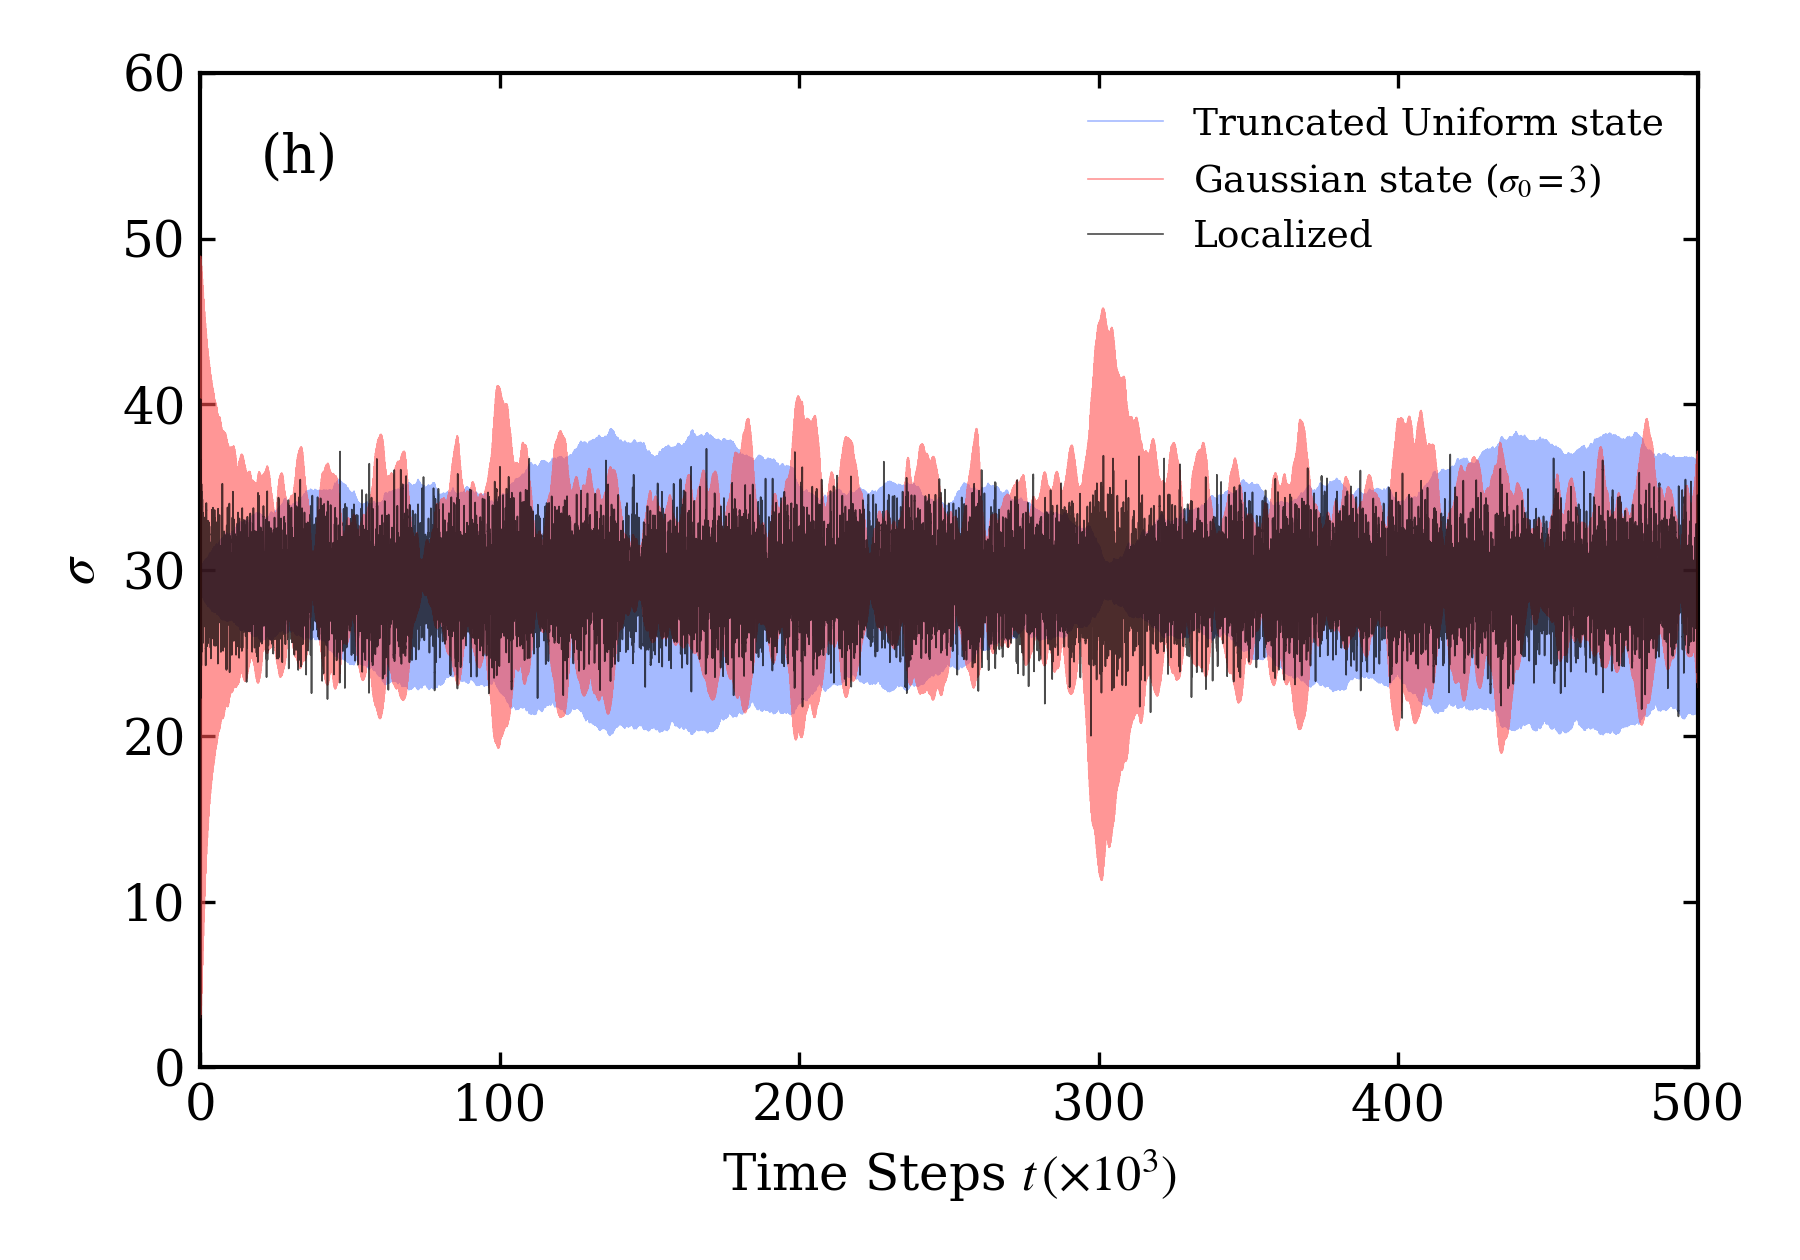 (h)
Truncated Uniform state
Gaussian state (σ₀ = 3)
Localized
60
50
40
30
20
10
0
σ
0 100 200 300 400 500
Time Steps t (×10³)